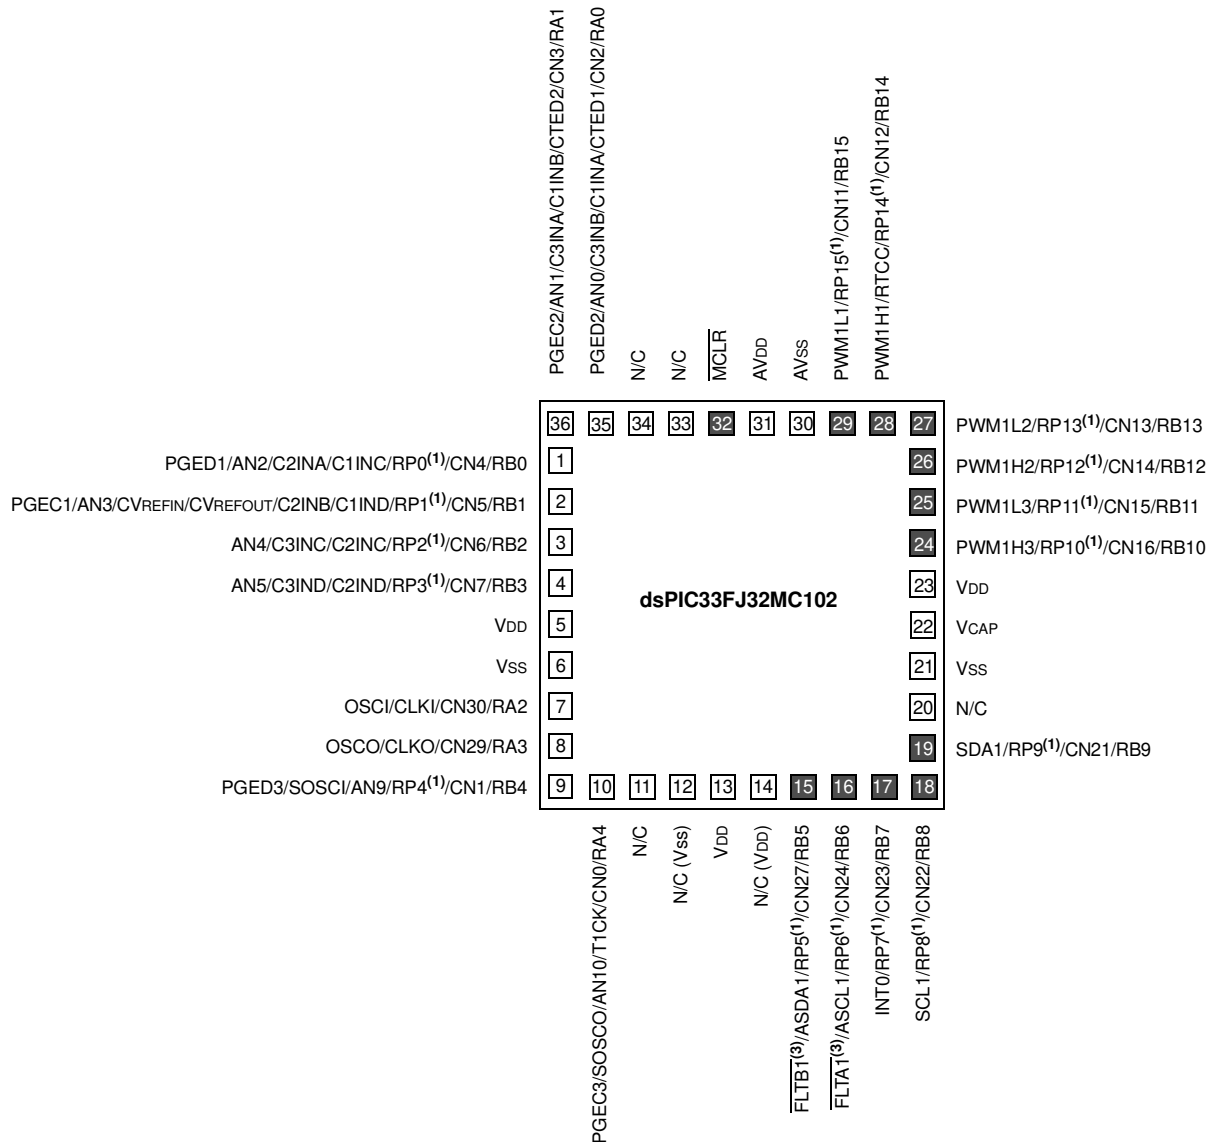 PGEC2/AN1/C3INA/C1INB/CTED2/CN3/RA1
PGED2/AN0/C3INB/C1INA/CTED1/CN2/RA0
N/C
N/C
MCLR
AVDD
AVSS
PWM1L1/RP15(1)/CN11/RB15
PWM1H1/RTCC/RP14(1)/CN12/RB14
36 35 34 33 32 31 30 29 28 27
PWM1L2/RP13(1)/CN13/RB13
PGED1/AN2/C2INA/C1INC/RP0(1)/CN4/RB0
1
26
PWM1H2/RP12(1)/CN14/RB12
PGEC1/AN3/CVREFIN/CVREFOUT/C2INB/C1IND/RP1(1)/CN5/RB1
2
25
PWM1L3/RP11(1)/CN15/RB11
AN4/C3INC/C2INC/RP2(1)/CN6/RB2
3
24
PWM1H3/RP10(1)/CN16/RB10
AN5/C3IND/C2IND/RP3(1)/CN7/RB3
4
23
VDD
dsPIC33FJ32MC102
VDD
5
22
VCAP
VSS
6
21
VSS
OSCI/CLKI/CN30/RA2
7
20
N/C
OSCO/CLKO/CN29/RA3
8
19
SDA1/RP9(1)/CN21/RB9
PGED3/SOSCI/AN9/RP4(1)/CN1/RB4
9 10 11 12 13 14 15 16 17 18
PGEC3/SOSCO/AN10/T1CK/CN0/RA4
N/C
N/C (Vss)
VDD
N/C (VDD)
FLTB1(3)/ASDA1/RP5(1)/CN27/RB5
FLTA1(3)/ASCL1/RP6(1)/CN24/RB6
INT0/RP7(1)/CN23/RB7
SCL1/RP8(1)/CN22/RB8